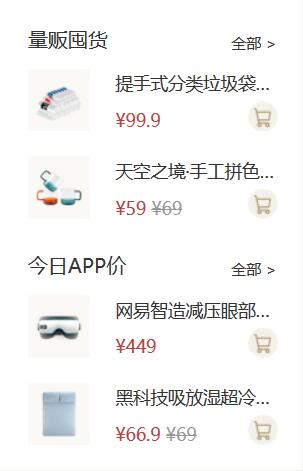 量贩囤货
全部 >
提手式分类垃圾袋...
¥99.9
天空之境·手工拼色...
¥59 ¥69
今日APP价
全部 >
网易智造减压眼部...
¥449
黑科技吸放湿超冷...
¥66.9 ¥69